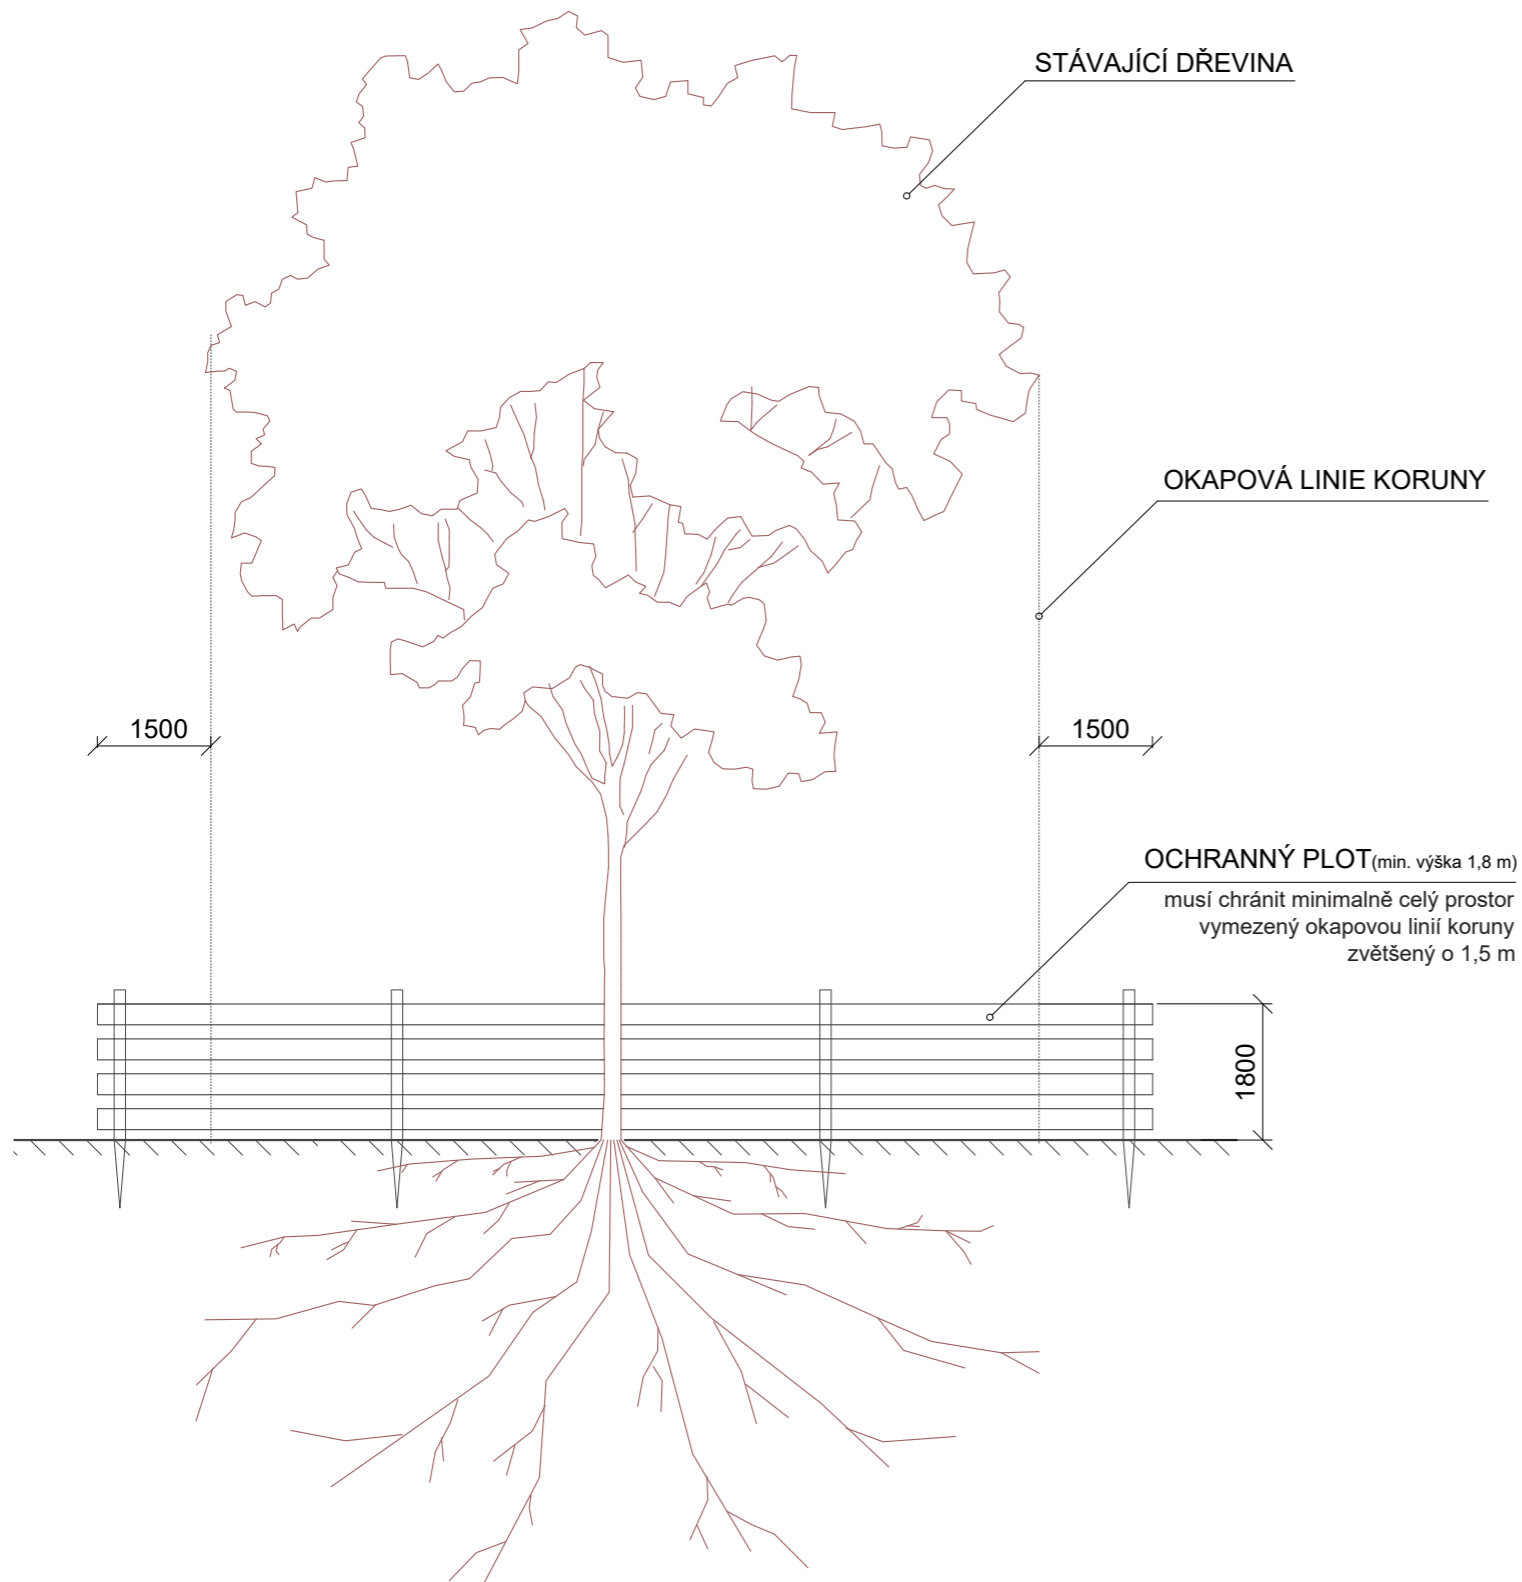 STÁVAJÍCÍ DŘEVINA
OKAPOVÁ LINIE KORUNY
1500
1500
OCHRANNÝ PLOT(min. výška 1,8 m)
musí chránit minimalně celý prostor
vymezený okapovou linií koruny
zvětšený o 1,5 m
1800